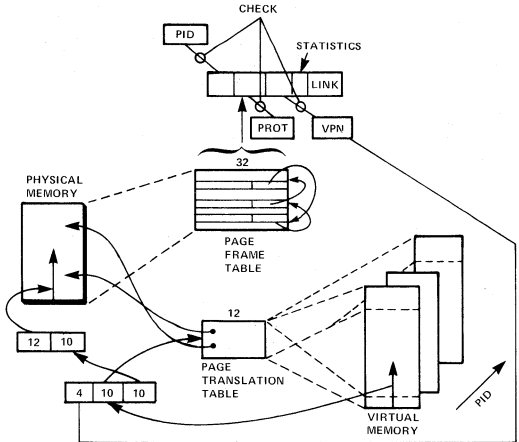 CHECK
PID
STATISTICS
LINK
PROT
VPN
32
PHYSICAL
MEMORY
PAGE
FRAME
TABLE
12
12 10
PAGE
TRANSLATION
TABLE
4 10 10
VIRTUAL
MEMORY
PID